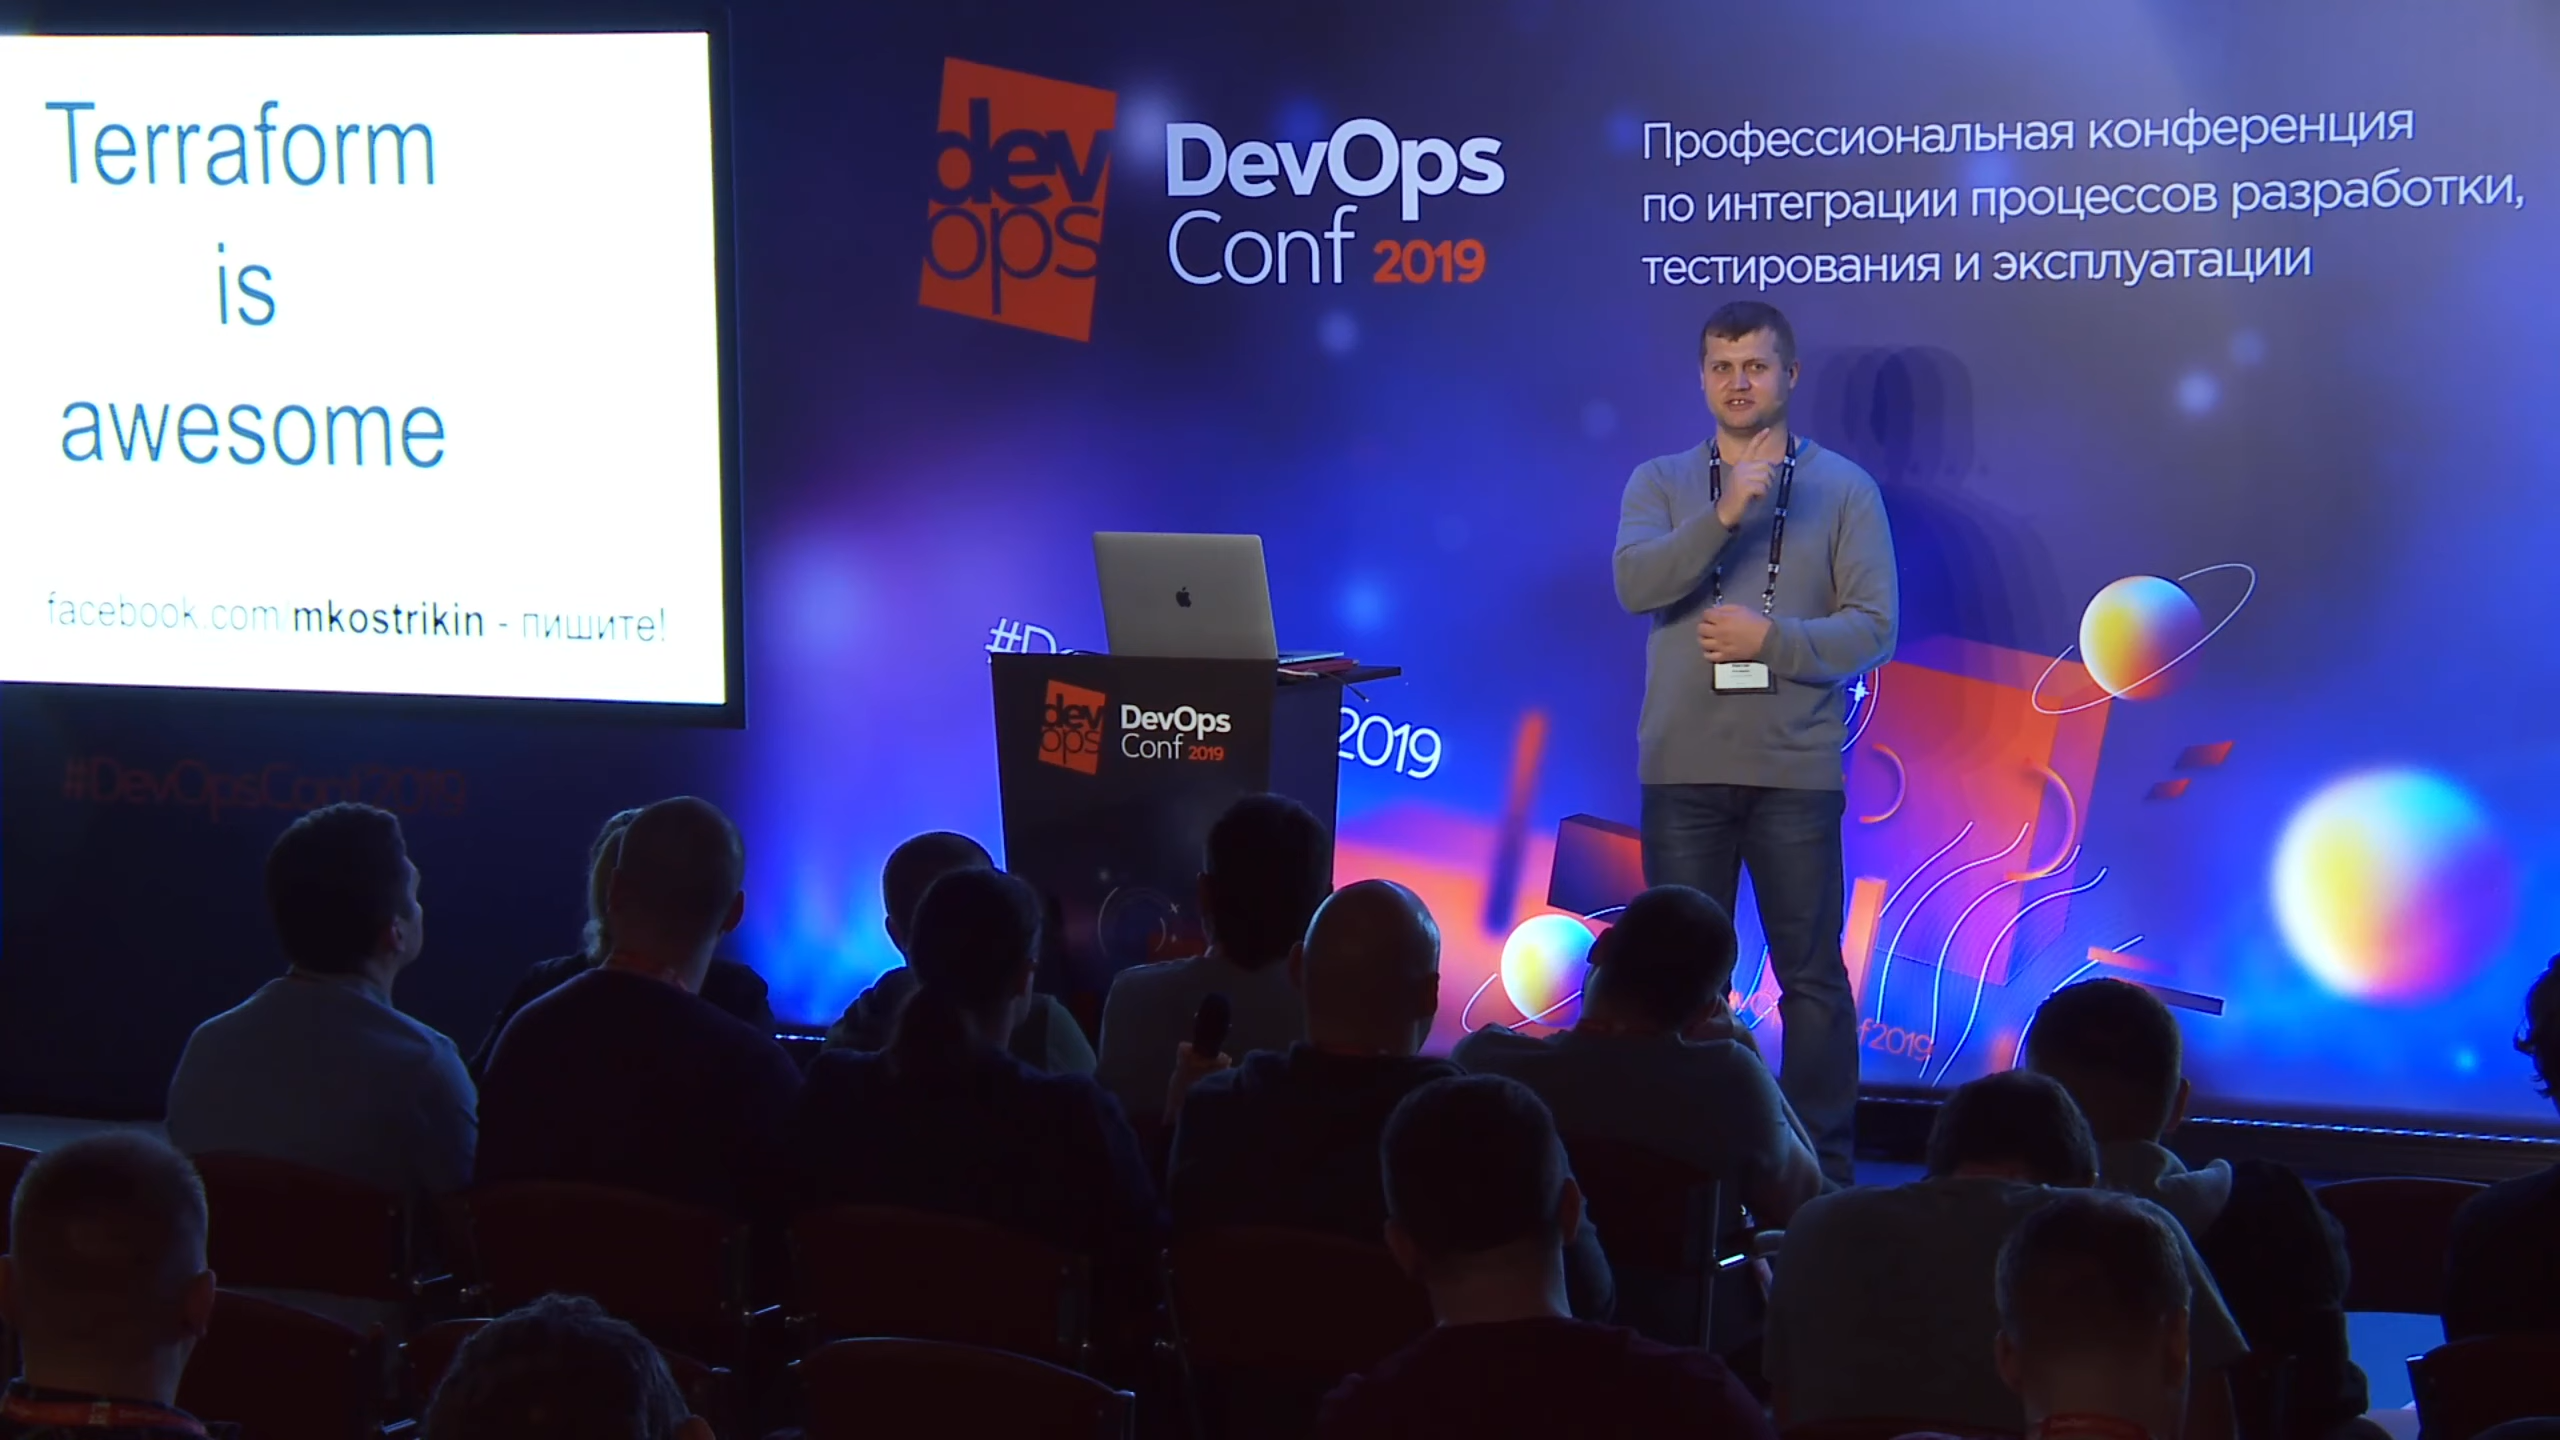 Terraform
is
awesome
facebook.com/mkostrikin - пишите!
dev
ops
DevOps
Conf 2019
Профессиональная конференция
по интеграции процессов разработки,
тестирования и эксплуатации
#D
2019
dev
ops
DevOps
Conf 2019
#DevOpsConf2019
f2019